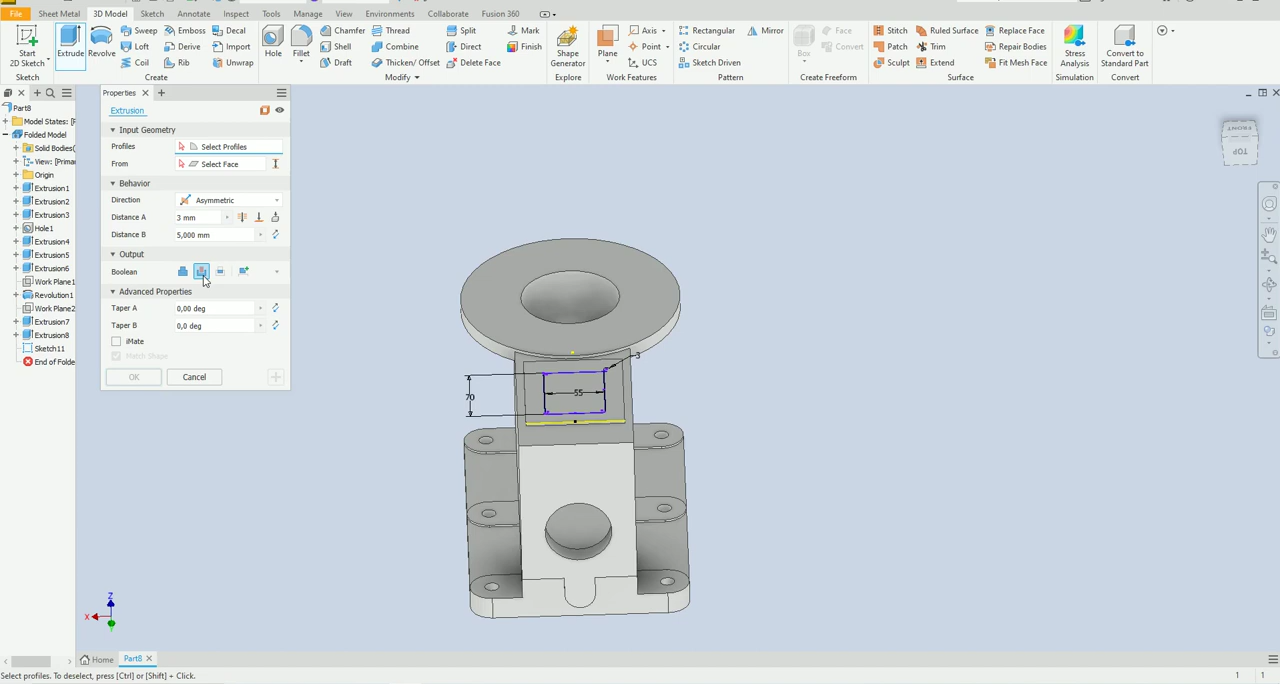 File Sheet Metal 3D Model Sketch Annotate Inspect Tools Manage View Environments Collaborate Fusion 360
Start 2D Sketch Extrude Revolve Sweep Emboss Decal Hole Fillet Chamfer Thread Split Mark Shape Generator Plane Axis Rectangular Mirror Box Face Stitch Ruled Surface Replace Face Stress Analysis Convert to Standard Part
Loft Derive Import Shell Combine Direct Finish Point Circular Convert Patch Trim Repair Bodies
Coil Rib Unwrap Draft Thicken/ Offset Delete Face UCS Sketch Driven Sculpt Extend Fit Mesh Face
Sketch Create Modify Explore Work Features Pattern Create Freeform Surface Simulation Convert
Part8
Model States: [F
Folded Model
Solid Bodies(
View: [Primar
Origin
Extrusion1
Extrusion2
Extrusion3
Hole1
Extrusion4
Extrusion5
Extrusion6
Work Plane1
Revolution1
Work Plane2
Extrusion7
Extrusion8
Sketch11
End of Folde
Properties
Extrusion
Input Geometry
Profiles Select Profiles
From Select Face
Behavior
Direction Asymmetric
Distance A 3 mm
Distance B 5,000 mm
Output
Boolean
Advanced Properties
Taper A 0,00 deg
Taper B 0,0 deg
iMate
Match Shape
OK Cancel
3
55
70
FRONT
TOP
Z
X
Y
Home Part8
Select profiles. To deselect, press [Ctrl] or [Shift] + Click. 1 1